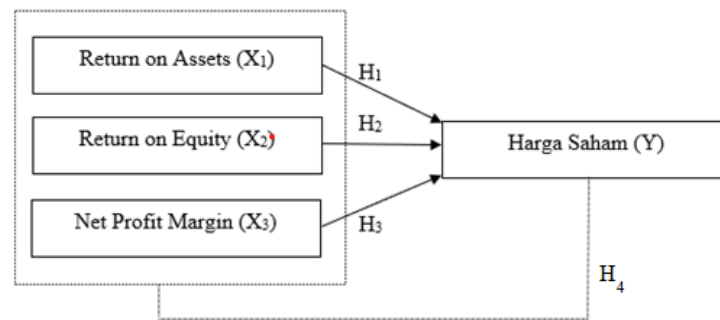 Return on Assets (X1)
H1
Return on Equity (X2)
H2
Harga Saham (Y)
Net Profit Margin (X3)
H3
H4